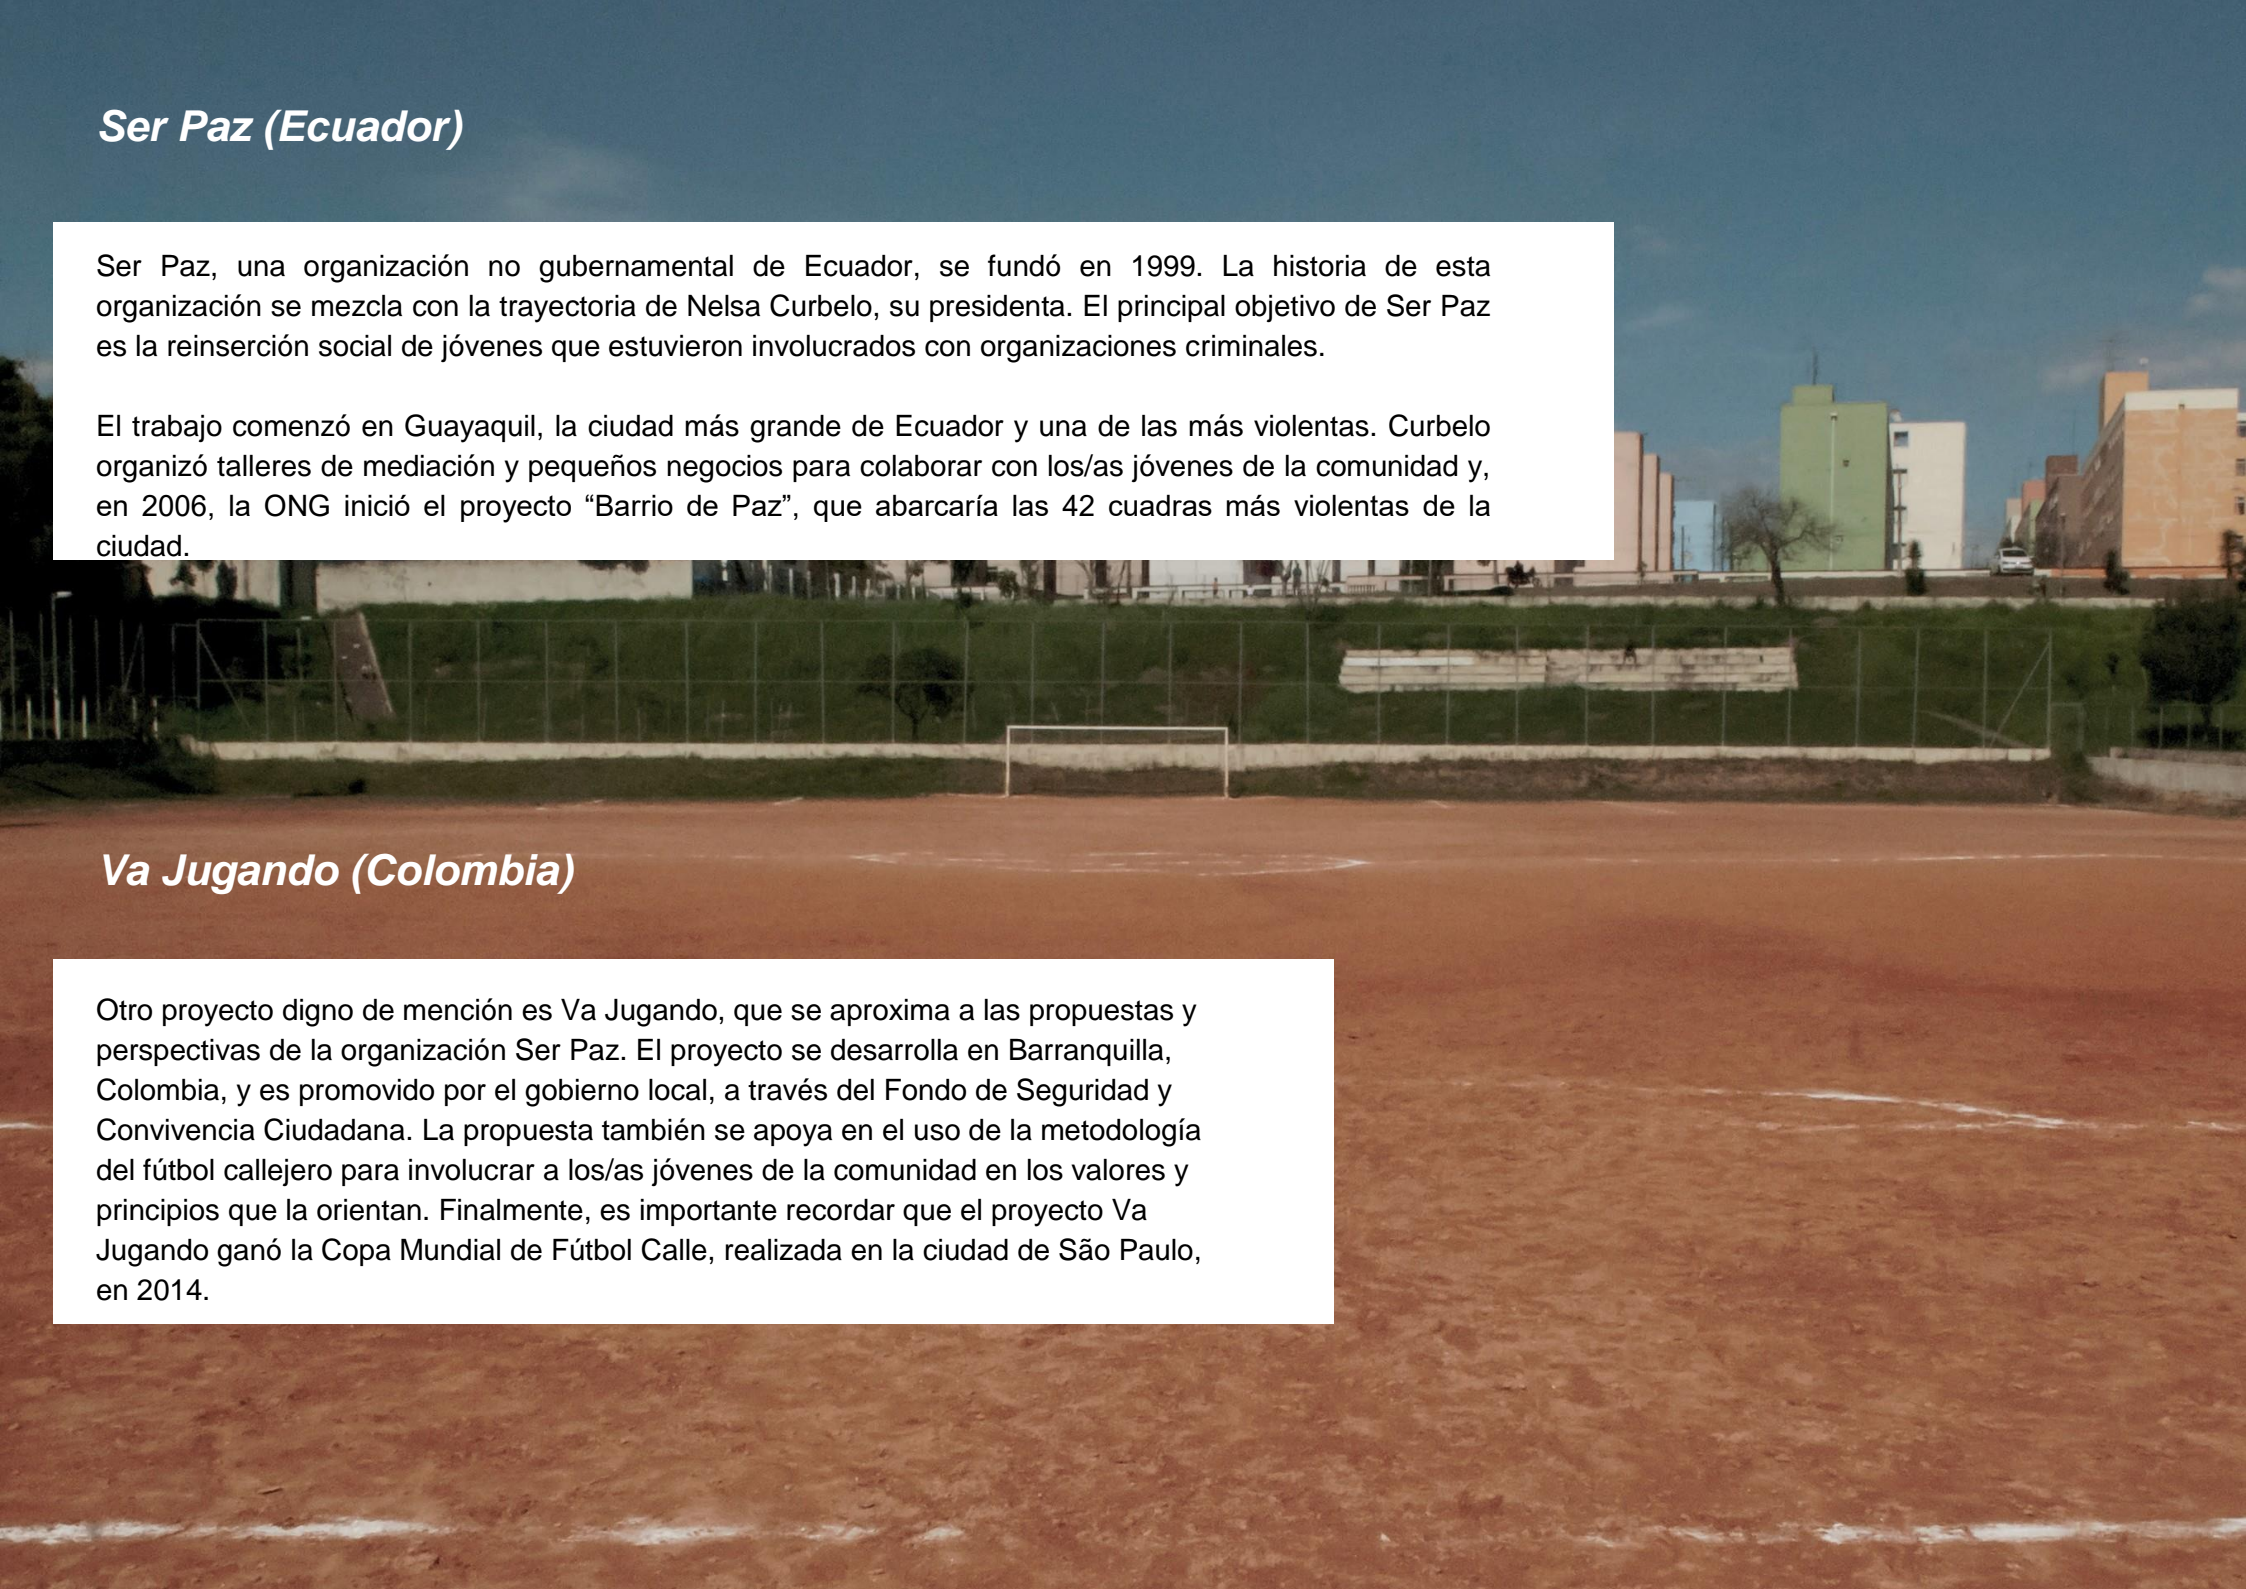 Ser Paz (Ecuador)
Ser Paz, una organización no gubernamental de Ecuador, se fundó en 1999. La historia de esta
organización se mezcla con la trayectoria de Nelsa Curbelo, su presidenta. El principal objetivo de Ser Paz
es la reinserción social de jóvenes que estuvieron involucrados con organizaciones criminales.
El trabajo comenzó en Guayaquil, la ciudad más grande de Ecuador y una de las más violentas. Curbelo
organizó talleres de mediación y pequeños negocios para colaborar con los/as jóvenes de la comunidad y,
en 2006, la ONG inició el proyecto “Barrio de Paz”, que abarcaría las 42 cuadras más violentas de la
ciudad.
Va Jugando (Colombia)
Otro proyecto digno de mención es Va Jugando, que se aproxima a las propuestas y
perspectivas de la organización Ser Paz. El proyecto se desarrolla en Barranquilla,
Colombia, y es promovido por el gobierno local, a través del Fondo de Seguridad y
Convivencia Ciudadana. La propuesta también se apoya en el uso de la metodología
del fútbol callejero para involucrar a los/as jóvenes de la comunidad en los valores y
principios que la orientan. Finalmente, es importante recordar que el proyecto Va
Jugando ganó la Copa Mundial de Fútbol Calle, realizada en la ciudad de São Paulo,
en 2014.